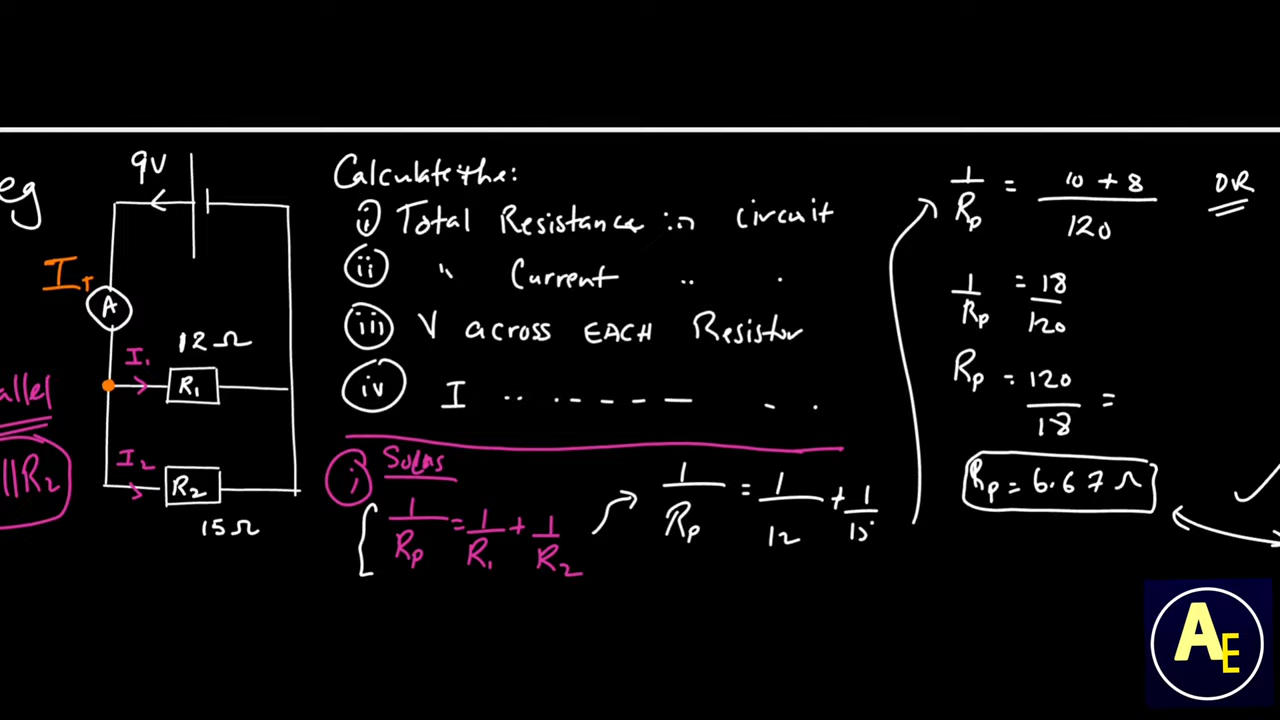 eg
9V
I_T
A
12Ω
I₁
R₁
allel
||R₂
I₂
R₂
15Ω
Calculate the:
i) Total Resistance in circuit
ii) " Current .. .
iii) V across EACH Resistor
iv) I .. .. - - - - - . .
i) Solns
1/Rp = 1/R₁ + 1/R₂
1/Rp = 1/12 + 1/15
1/Rp = 10 + 8/120 OR
1/Rp = 18/120
Rp = 120/18 =
Rp = 6.67Ω
AE